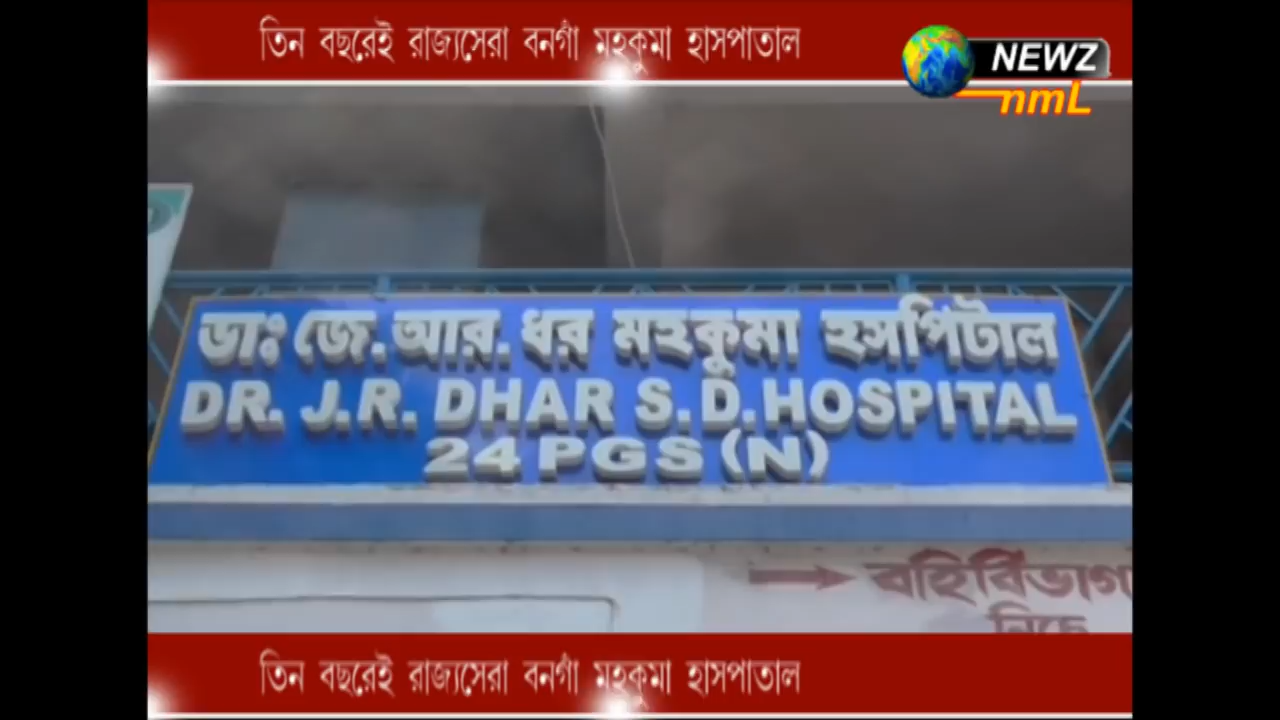 তিন বছরেই রাজ্যসেরা বনগাঁ মহকুমা হাসপাতাল
NEWZ
nmL
ডাঃ জে. আর. ধর মহকুমা হসপিটাল
DR. J.R. DHAR S.D. HOSPITAL
24 PGS (N)
বহির্বিভাগ
নিচে
তিন বছরেই রাজ্যসেরা বনগাঁ মহকুমা হাসপাতাল